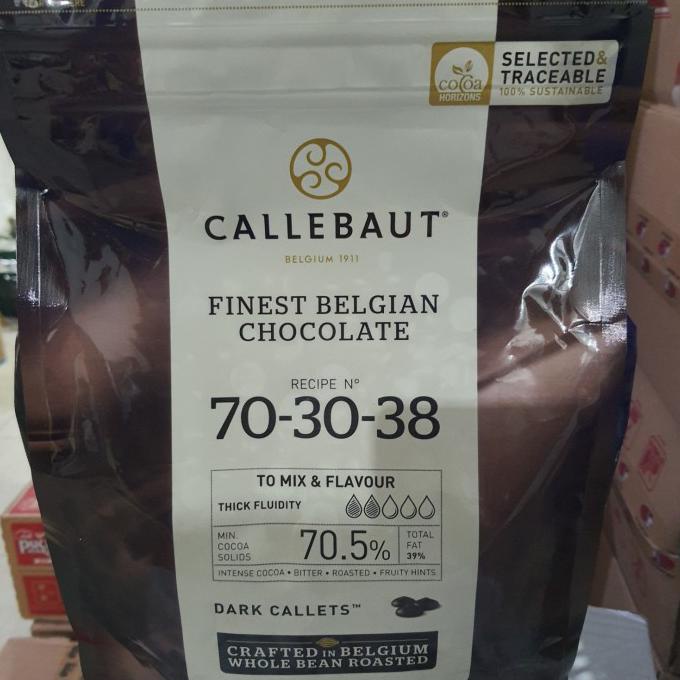 SELECTED&
TRACEABLE
100% SUSTAINABLE
cocoa
HORIZONS
CALLEBAUT®
BELGIUM 1911
FINEST BELGIAN
CHOCOLATE
RECIPE N°
70-30-38
TO MIX & FLAVOUR
THICK FLUIDITY
MIN.
COCOA
SOLIDS
70.5%
TOTAL
FAT
39%
INTENSE COCOA • BITTER • ROASTED • FRUITY HINTS
DARK CALLETS™
CRAFTED IN BELGIUM
WHOLE BEAN ROASTED